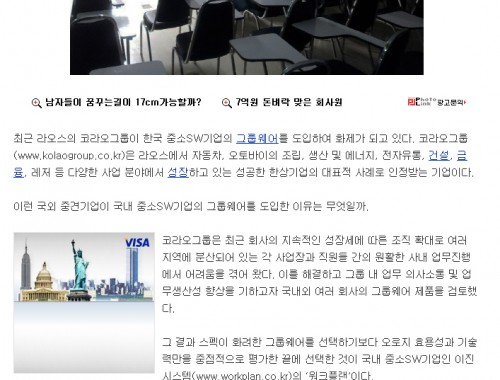 남자들이 꿈꾸는길이 17cm가능할까? 7억원 돈벼락 맞은 회사원 광고문의
최근 라오스의 코라오그룹이 한국 중소SW기업의 그룹웨어를 도입하여 화제가 되고 있다. 코라오그룹
(www.kolaogroup.co.kr)은 라오스에서 자동차, 오토바이의 조립, 생산 및 에너지, 전자유통, 건설, 금
융, 레저 등 다양한 사업 분야에서 성장하고 있는 성공한 한상기업의 대표적 사례로 인정받는 기업이다.
이런 국외 중견기업이 국내 중소SW기업의 그룹웨어를 도입한 이유는 무엇일까.
VISA
코라오그룹은 최근 회사의 지속적인 성장세에 따른 조직 확대로 여러
지역에 분산되어 있는 각 사업장과 직원들 간의 원활한 사내 업무진행
에서 어려움을 겪어 왔다. 이를 해결하고 그룹 내 업무 의사소통 및 업
무생산성 향상을 기하고자 국내외 여러 회사의 그룹웨어 제품을 검토했
다.
그 결과 스펙이 화려한 그룹웨어를 선택하기보다 오로지 효용성과 기술
력만을 중점적으로 평가한 끝에 선택한 것이 국내 중소SW기업인 이진
시스템(www.workplan.co.kr)의 '워크플랜'이다.